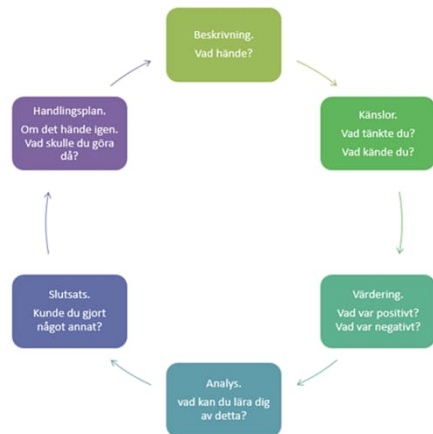 Beskrivning.
Vad hände?
Känslor.
Vad tänkte du?
Vad kände du?
Värdering.
Vad var positivt?
Vad var negativt?
Analys.
vad kan du lära dig
av detta?
Slutsats.
Kunde du gjort
något annat?
Handlingsplan.
Om det hände igen.
Vad skulle du göra
då?